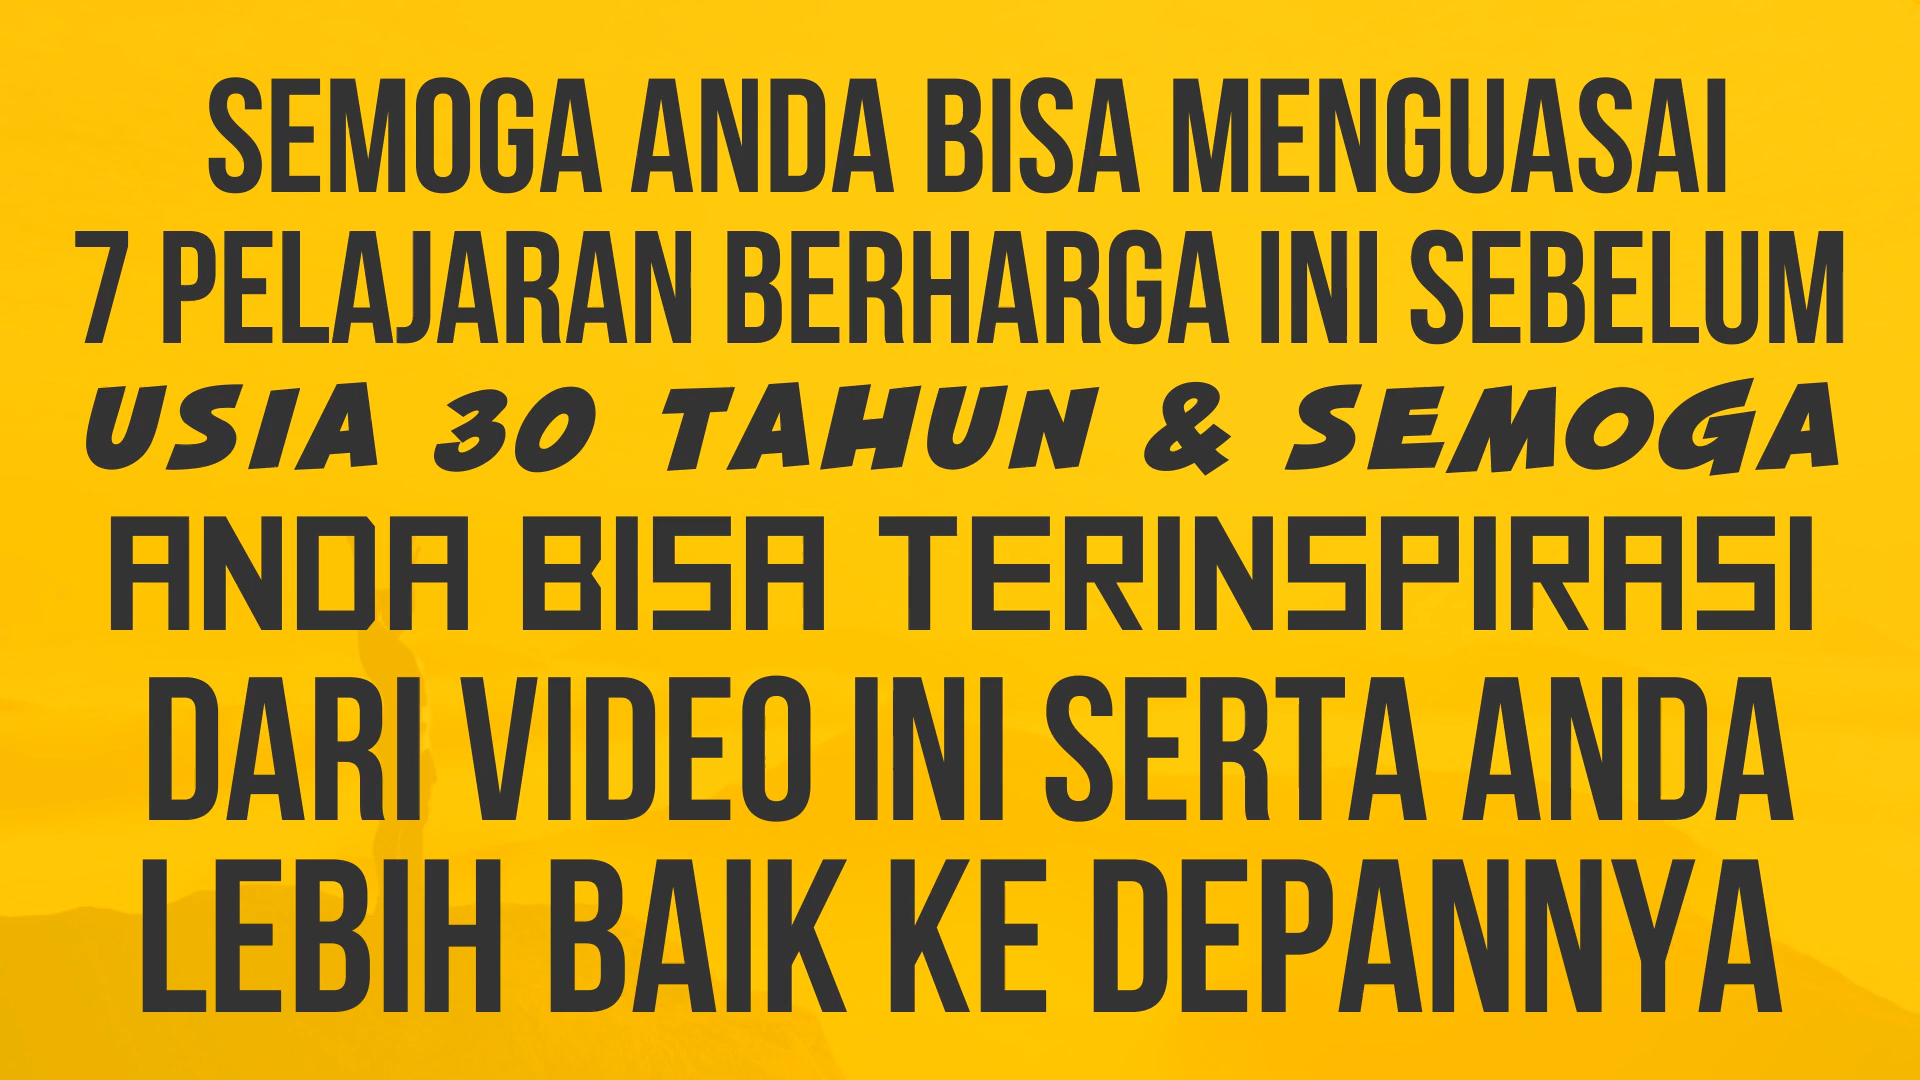 SEMOGA ANDA BISA MENGUASAI
7 PELAJARAN BERHARGA INI SEBELUM
USIA 30 TAHUN & SEMOGA
ANDA BISA TERINSPIRASI
DARI VIDEO INI SERTA ANDA
LEBIH BAIK KE DEPANNYA